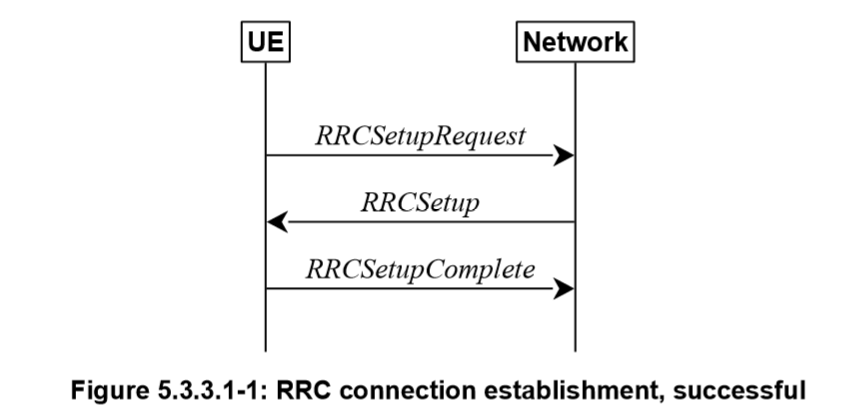 UE Network
RRCSetupRequest
RRCSetup
RRCSetupComplete
Figure 5.3.3.1-1: RRC connection establishment, successful